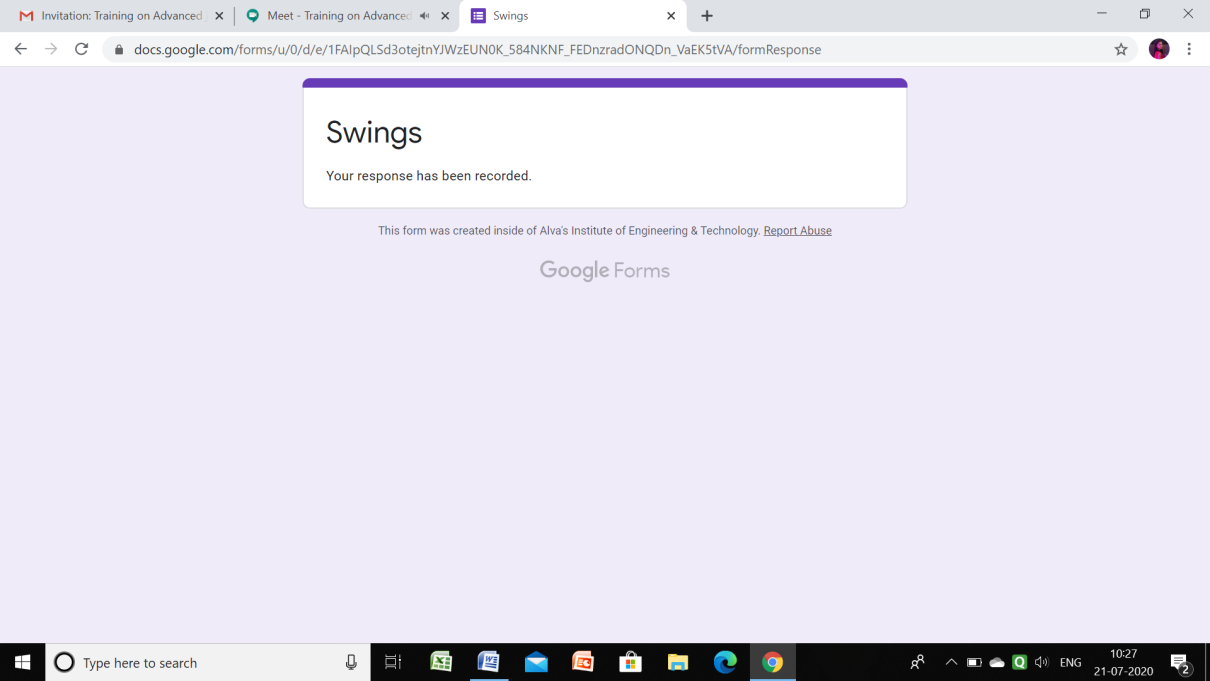 Invitation: Training on Advanced
Meet - Training on Advanced
Swings
docs.google.com/forms/u/0/d/e/1FAIpQLSd3otejtnYJWzEUN0K_584NKNF_FEDnzradONQDn_VaEK5tVA/formResponse
Swings
Your response has been recorded.
This form was created inside of Alva's Institute of Engineering & Technology. Report Abuse
Google Forms
Type here to search
ENG
10:27
21-07-2020
2